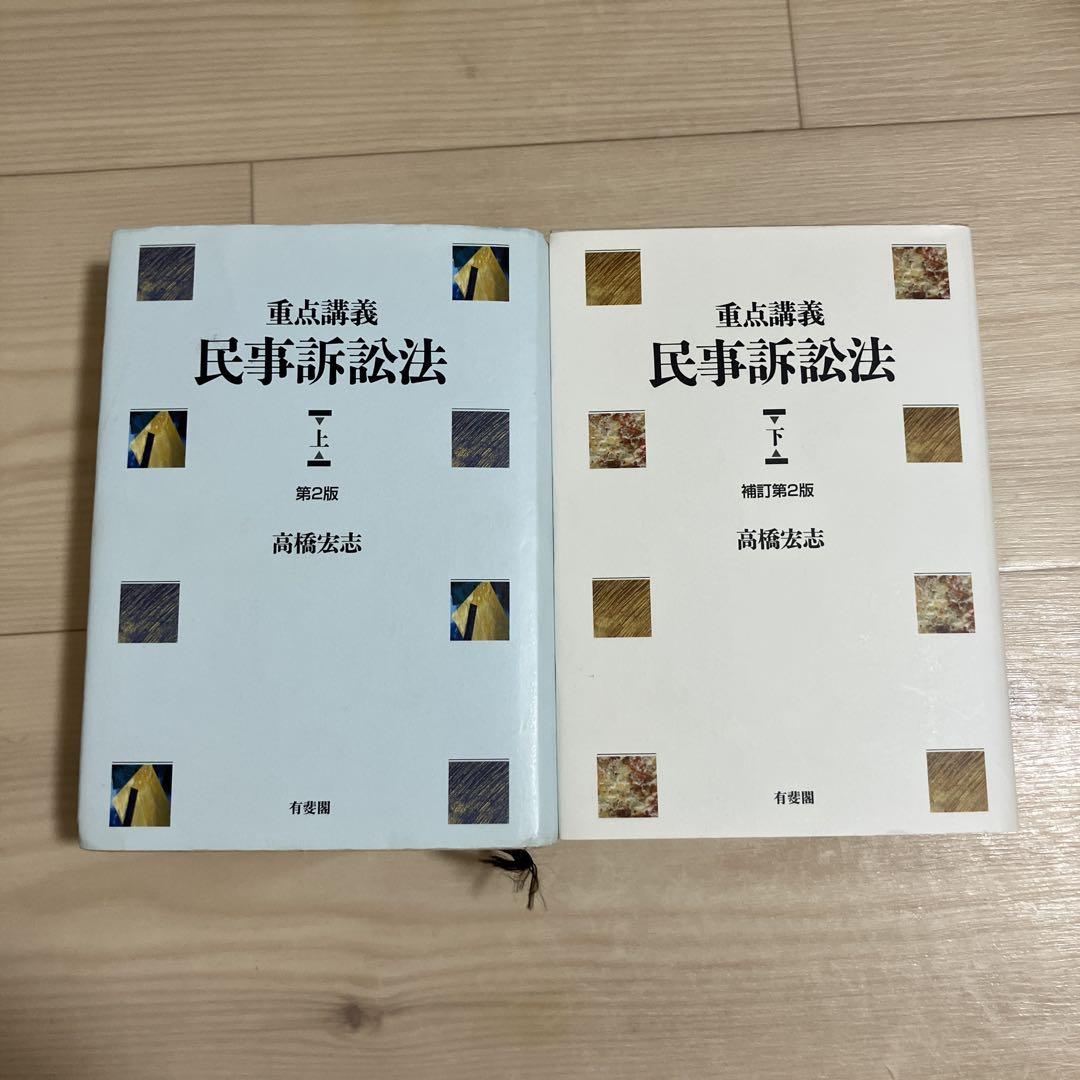 重点講義
民事訴訟法
上
第2版
高橋宏志
有斐閣
重点講義
民事訴訟法
下
補訂第2版
高橋宏志
有斐閣